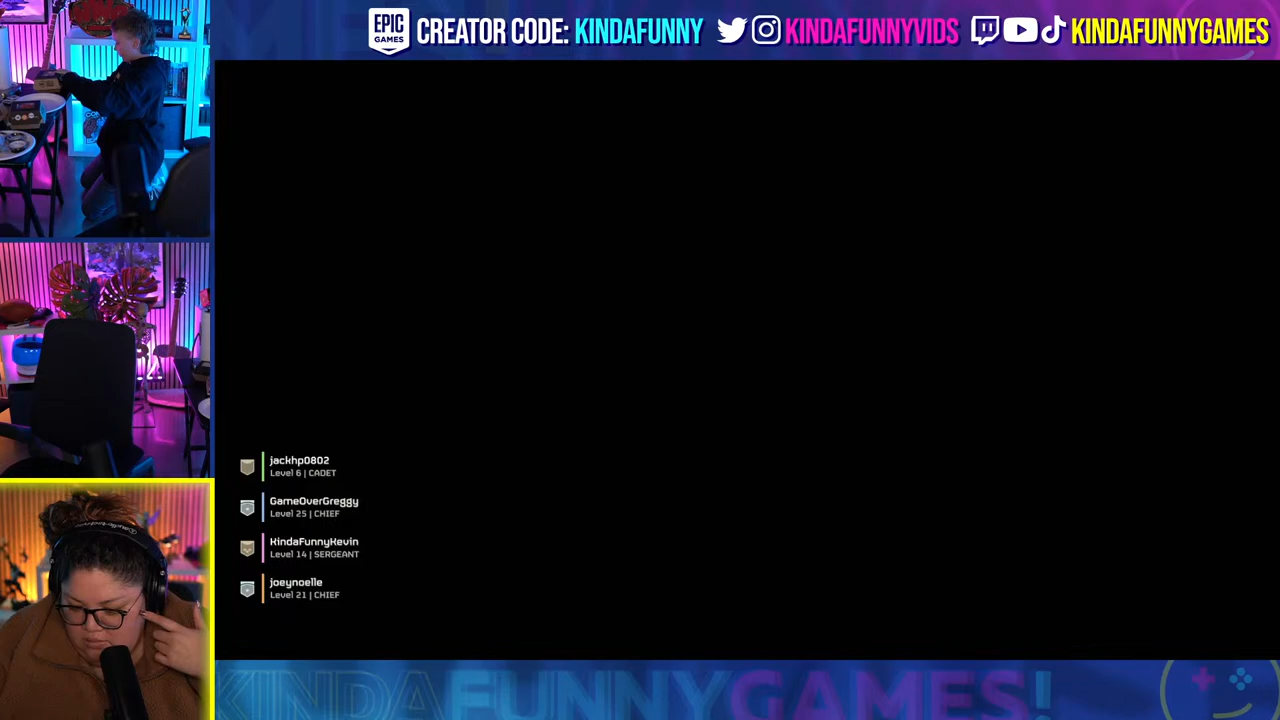 EPIC GAMES
CREATOR CODE: KINDAFUNNY
KINDAFUNNYVIDS
KINDAFUNNYGAMES
jackhp0802
Level 6 | CADET
GameOverGreggy
Level 25 | CHIEF
KindaFunnyKevin
Level 14 | SERGEANT
joeynoelle
Level 21 | CHIEF
KINDAFUNNYGAMES!